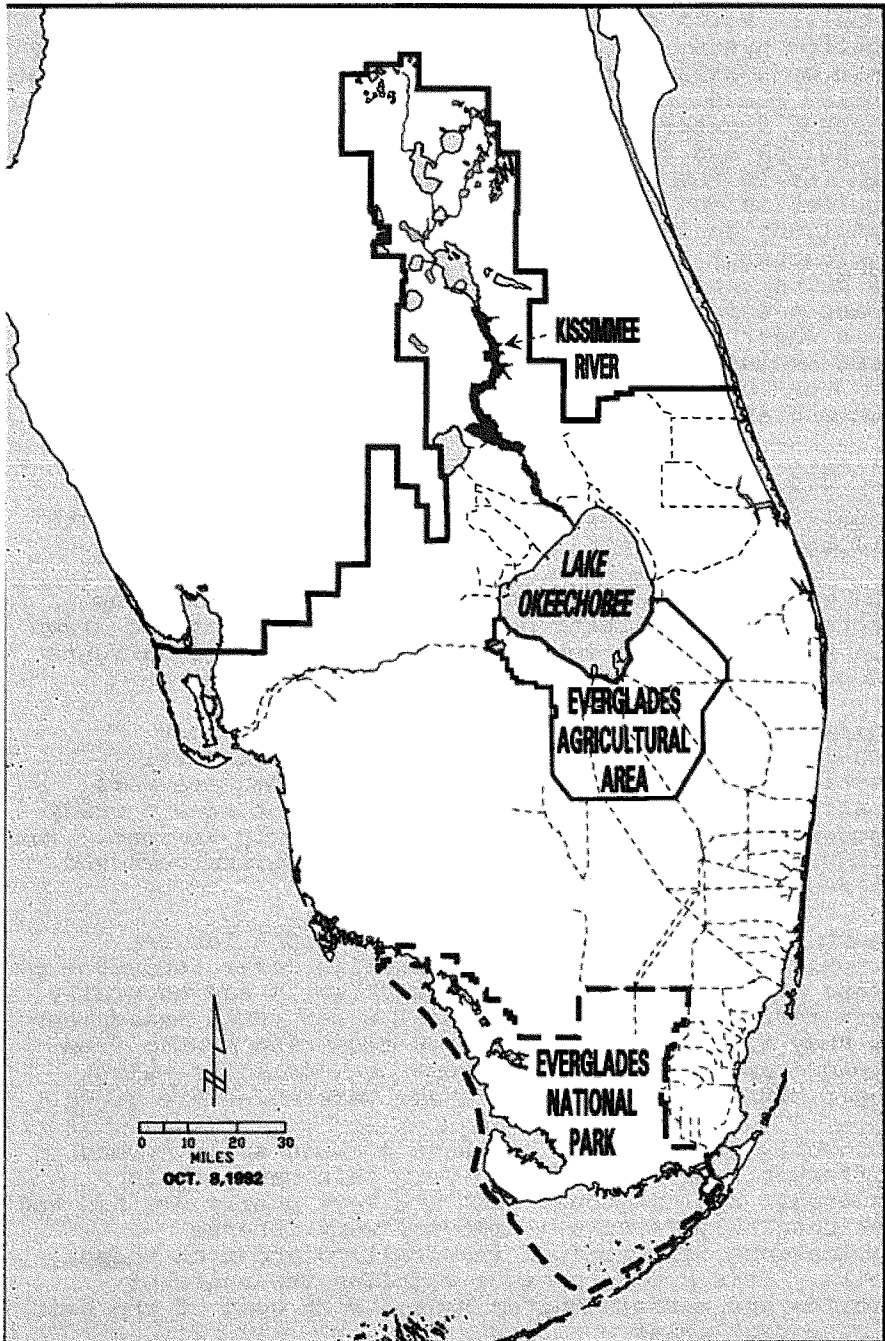 KISSIMMEE
RIVER
LAKE
OKEECHOBEE
EVERGLADES
AGRICULTURAL
AREA
EVERGLADES
NATIONAL
PARK
0 10 20 30
MILES
OCT. 8,1992